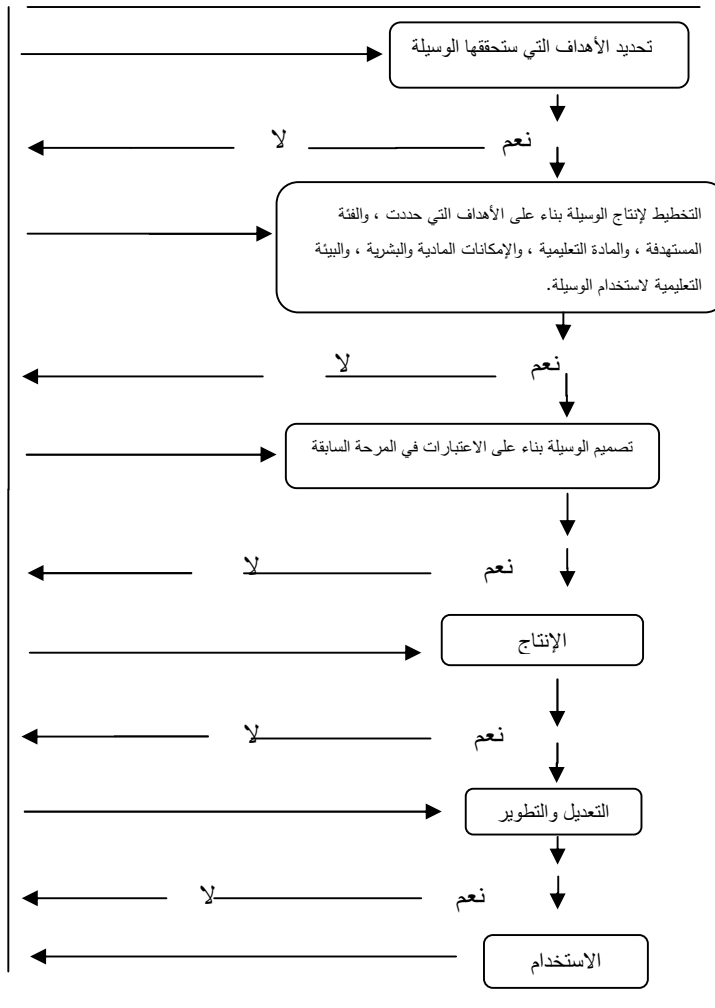 تحديد الأهداف التي ستحققها الوسيلة
نعم لا
التخطيط لإنتاج الوسيلة بناء على الأهداف التي حددت ، والفئة
المستهدفة ، والمادة التعليمية ، والإمكانات المادية والبشرية ، والبيئة
التعليمية لاستخدام الوسيلة.
نعم لا
تصميم الوسيلة بناء على الاعتبارات في المرحة السابقة
نعم لا
الإنتاج
نعم لا
التعديل والتطوير
نعم لا
الاستخدام